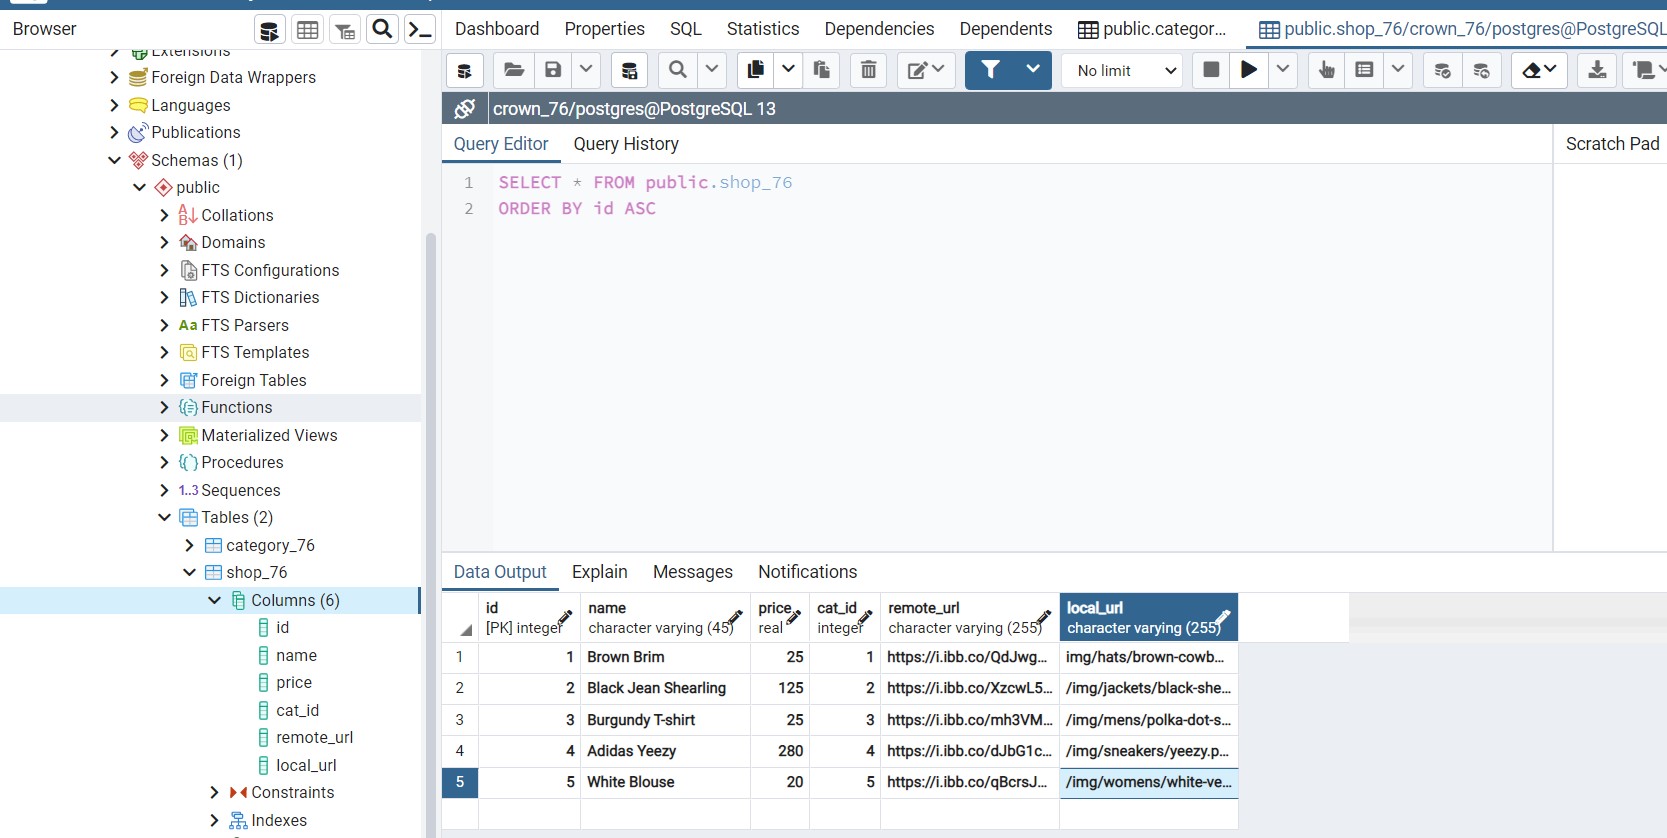 Browser
Dashboard Properties SQL Statistics Dependencies Dependents public.categor... public.shop_76/crown_76/postgres@PostgreSQL
Extensions
Foreign Data Wrappers
Languages
Publications
Schemas (1)
public
Collations
Domains
FTS Configurations
FTS Dictionaries
Aa FTS Parsers
FTS Templates
Foreign Tables
Functions
Materialized Views
Procedures
1..3 Sequences
Tables (2)
category_76
shop_76
Columns (6)
id
name
price
cat_id
remote_url
local_url
Constraints
Indexes
No limit
crown_76/postgres@PostgreSQL 13
Query Editor Query History
Scratch Pad
1 SELECT * FROM public.shop_76
2 ORDER BY id ASC
Data Output Explain Messages Notifications
id name price cat_id remote_url local_url
[PK] integer character varying (45) real integer character varying (255) character varying (255)
1 1 Brown Brim 25 1 https://i.ibb.co/QdJwg... img/hats/brown-cowb...
2 2 Black Jean Shearling 125 2 https://i.ibb.co/XzcwL5... /img/jackets/black-she...
3 3 Burgundy T-shirt 25 3 https://i.ibb.co/mh3VM... /img/mens/polka-dot-s...
4 4 Adidas Yeezy 280 4 https://i.ibb.co/dJbG1c... /img/sneakers/yeezy.p...
5 5 White Blouse 20 5 https://i.ibb.co/qBcrsJ... /img/womens/white-ve...